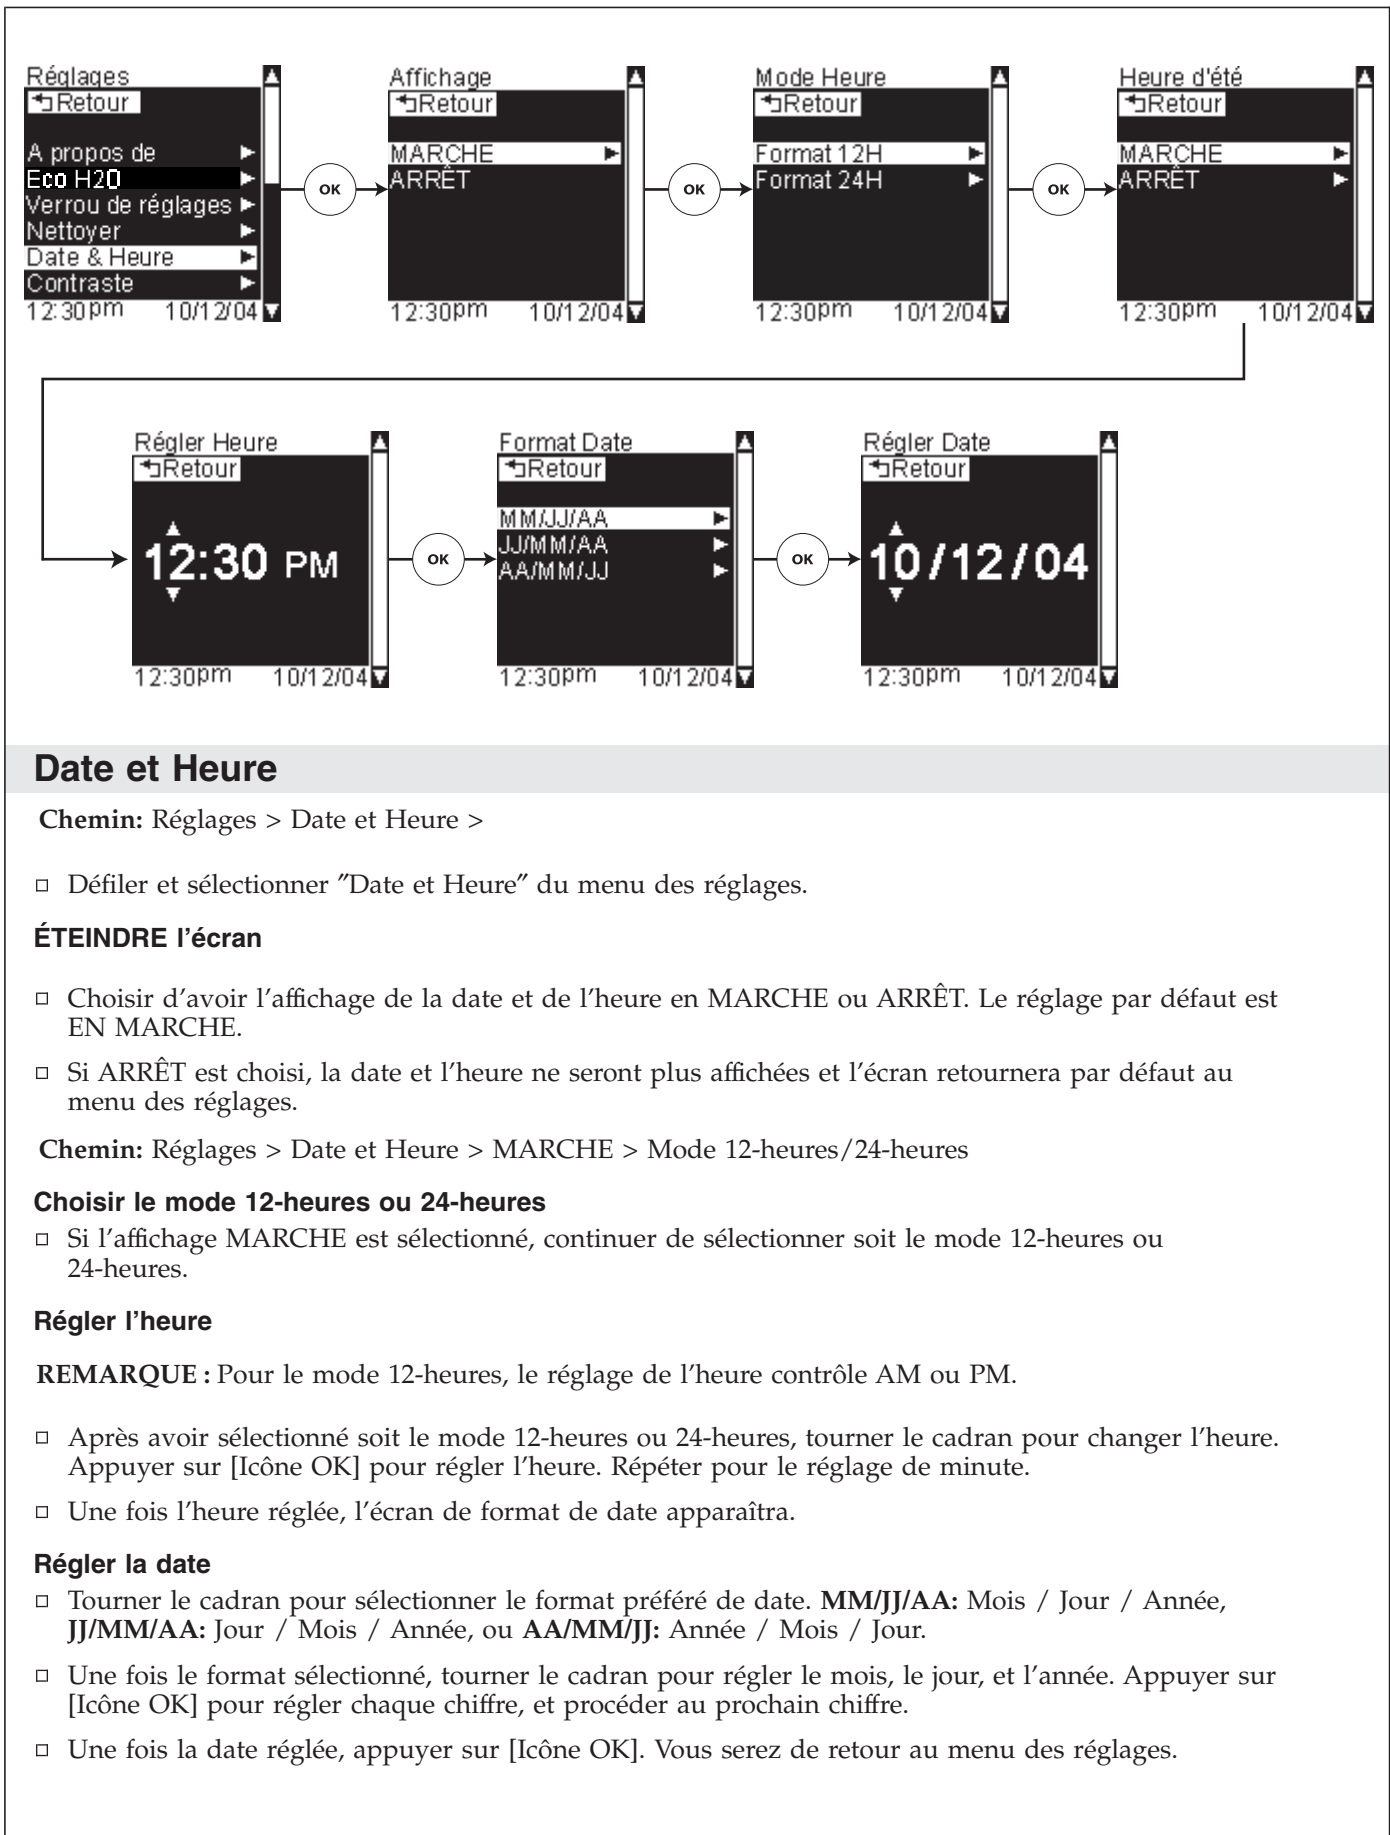 Réglages
Retour
A propos de
Eco H2O
Verrou de réglages
Nettoyer
Date & Heure
Contraste
12:30pm 10/12/04
OK
Affichage
Retour
MARCHE
ARRÊT
12:30pm 10/12/04
OK
Mode Heure
Retour
Format 12H
Format 24H
12:30pm 10/12/04
OK
Heure d'été
Retour
MARCHE
ARRÊT
12:30pm 10/12/04
Régler Heure
Retour
12:30 PM
12:30pm 10/12/04
OK
Format Date
Retour
MM/JJ/AA
JJ/MM/AA
AA/MM/JJ
12:30pm 10/12/04
OK
Régler Date
Retour
10/12/04
12:30pm 10/12/04
Date et Heure
Chemin: Réglages > Date et Heure >
Défiler et sélectionner ″Date et Heure″ du menu des réglages.
ÉTEINDRE l'écran
Choisir d'avoir l'affichage de la date et de l'heure en MARCHE ou ARRÊT. Le réglage par défaut est
EN MARCHE.
Si ARRÊT est choisi, la date et l'heure ne seront plus affichées et l'écran retournera par défaut au
menu des réglages.
Chemin: Réglages > Date et Heure > MARCHE > Mode 12-heures/24-heures
Choisir le mode 12-heures ou 24-heures
Si l'affichage MARCHE est sélectionné, continuer de sélectionner soit le mode 12-heures ou
24-heures.
Régler l'heure
REMARQUE : Pour le mode 12-heures, le réglage de l'heure contrôle AM ou PM.
Après avoir sélectionné soit le mode 12-heures ou 24-heures, tourner le cadran pour changer l'heure.
Appuyer sur [Icône OK] pour régler l'heure. Répéter pour le réglage de minute.
Une fois l'heure réglée, l'écran de format de date apparaîtra.
Régler la date
Tourner le cadran pour sélectionner le format préféré de date. MM/JJ/AA: Mois / Jour / Année,
JJ/MM/AA: Jour / Mois / Année, ou AA/MM/JJ: Année / Mois / Jour.
Une fois le format sélectionné, tourner le cadran pour régler le mois, le jour, et l'année. Appuyer sur
[Icône OK] pour régler chaque chiffre, et procéder au prochain chiffre.
Une fois la date réglée, appuyer sur [Icône OK]. Vous serez de retour au menu des réglages.